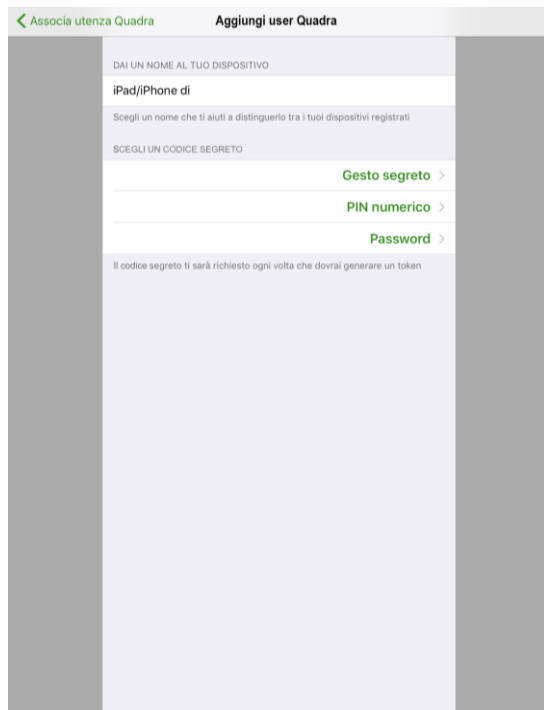 Associa utenza Quadra
Aggiungi user Quadra
DAI UN NOME AL TUO DISPOSITIVO
iPad/iPhone di
Scegli un nome che ti aiuti a distinguerlo tra i tuoi dispositivi registrati
SCEGLI UN CODICE SEGRETO
Gesto segreto
PIN numerico
Password
Il codice segreto ti sarà richiesto ogni volta che dovrai generare un token